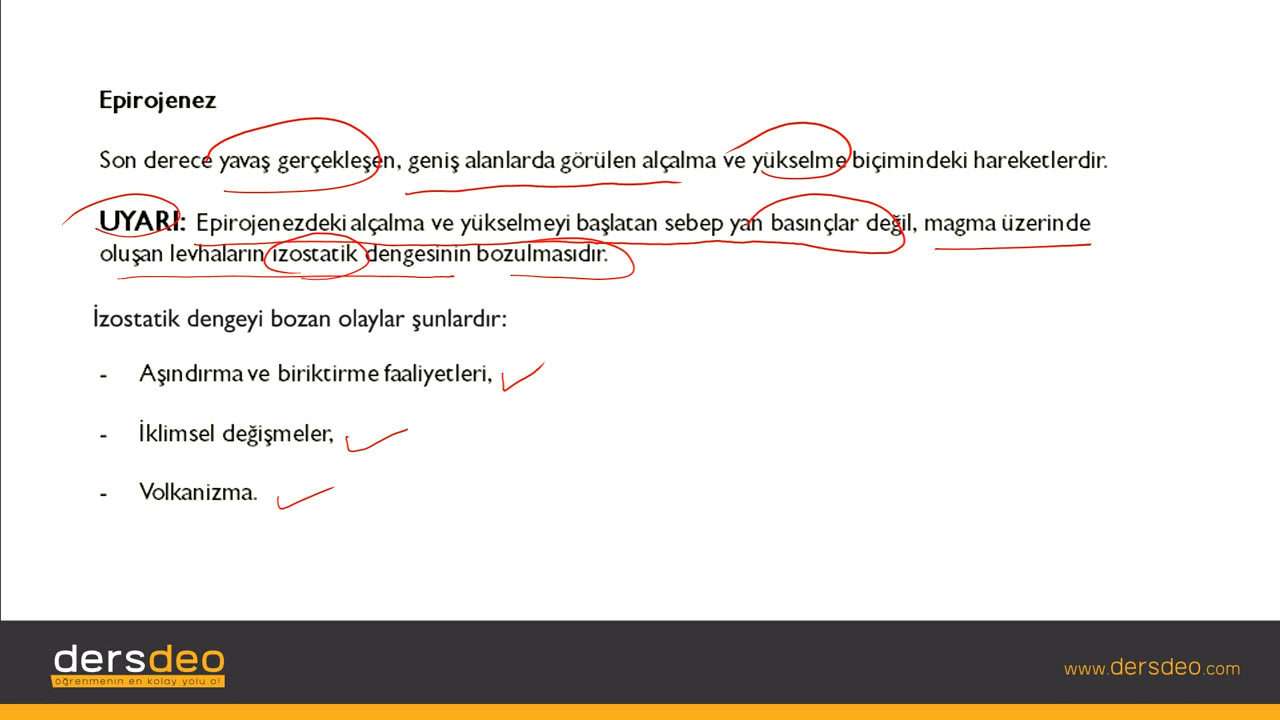 Epirojenez
Son derece yavaş gerçekleşen, geniş alanlarda görülen alçalma ve yükselme biçimindeki hareketlerdir.
UYARI: Epirojenezdeki alçalma ve yükselmeyi başlatan sebep yan basınçlar değil, magma üzerinde
oluşan levhaların izostatik dengesinin bozulmasıdır.
İzostatik dengeyi bozan olaylar şunlardır:
- Aşındırma ve biriktirme faaliyetleri,
- İklimsel değişmeler,
- Volkanizma.
dersdeo
öğrenmenin en kolay yolu o!
www.dersdeo.com